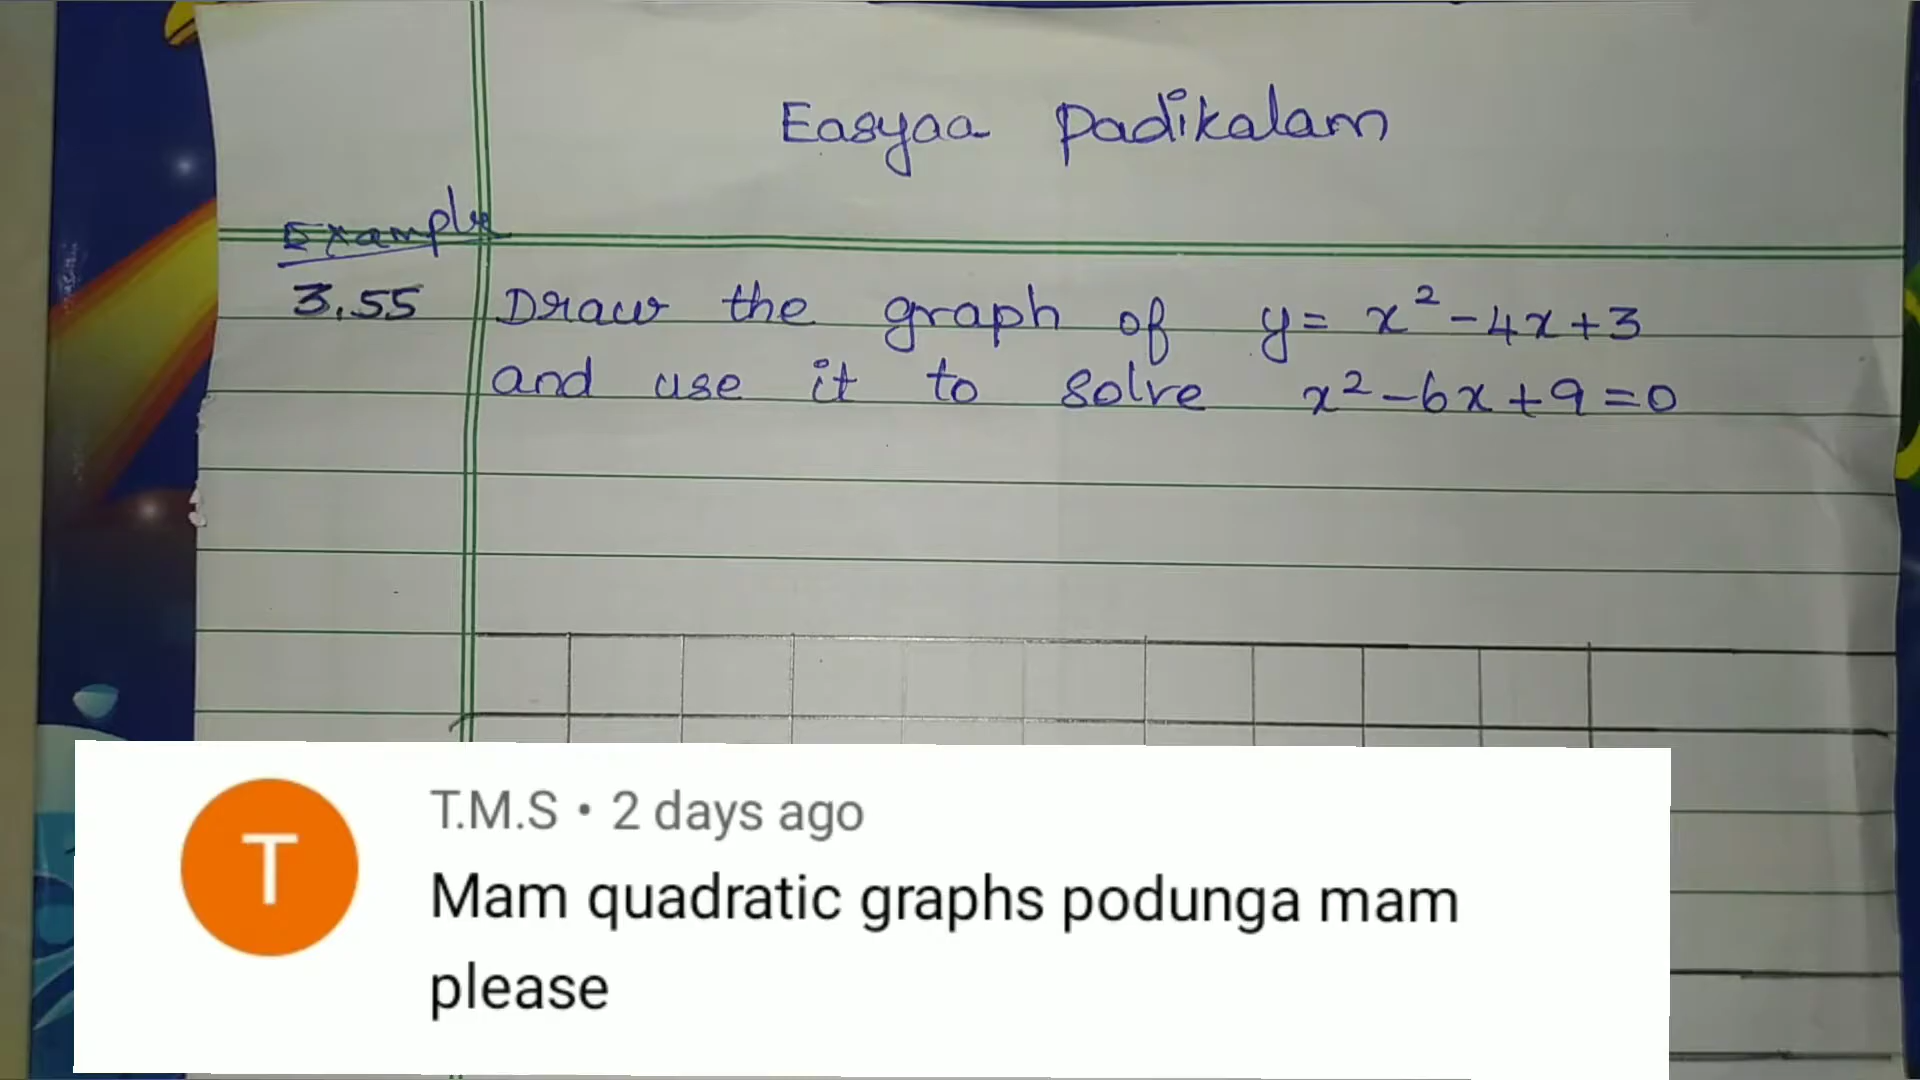 Easyaa Padikalam
Example
3.55 Draw the graph of y = x² - 4x + 3
and use it to solve x² - 6x + 9 = 0
T
T.M.S • 2 days ago
Mam quadratic graphs podunga mam
please